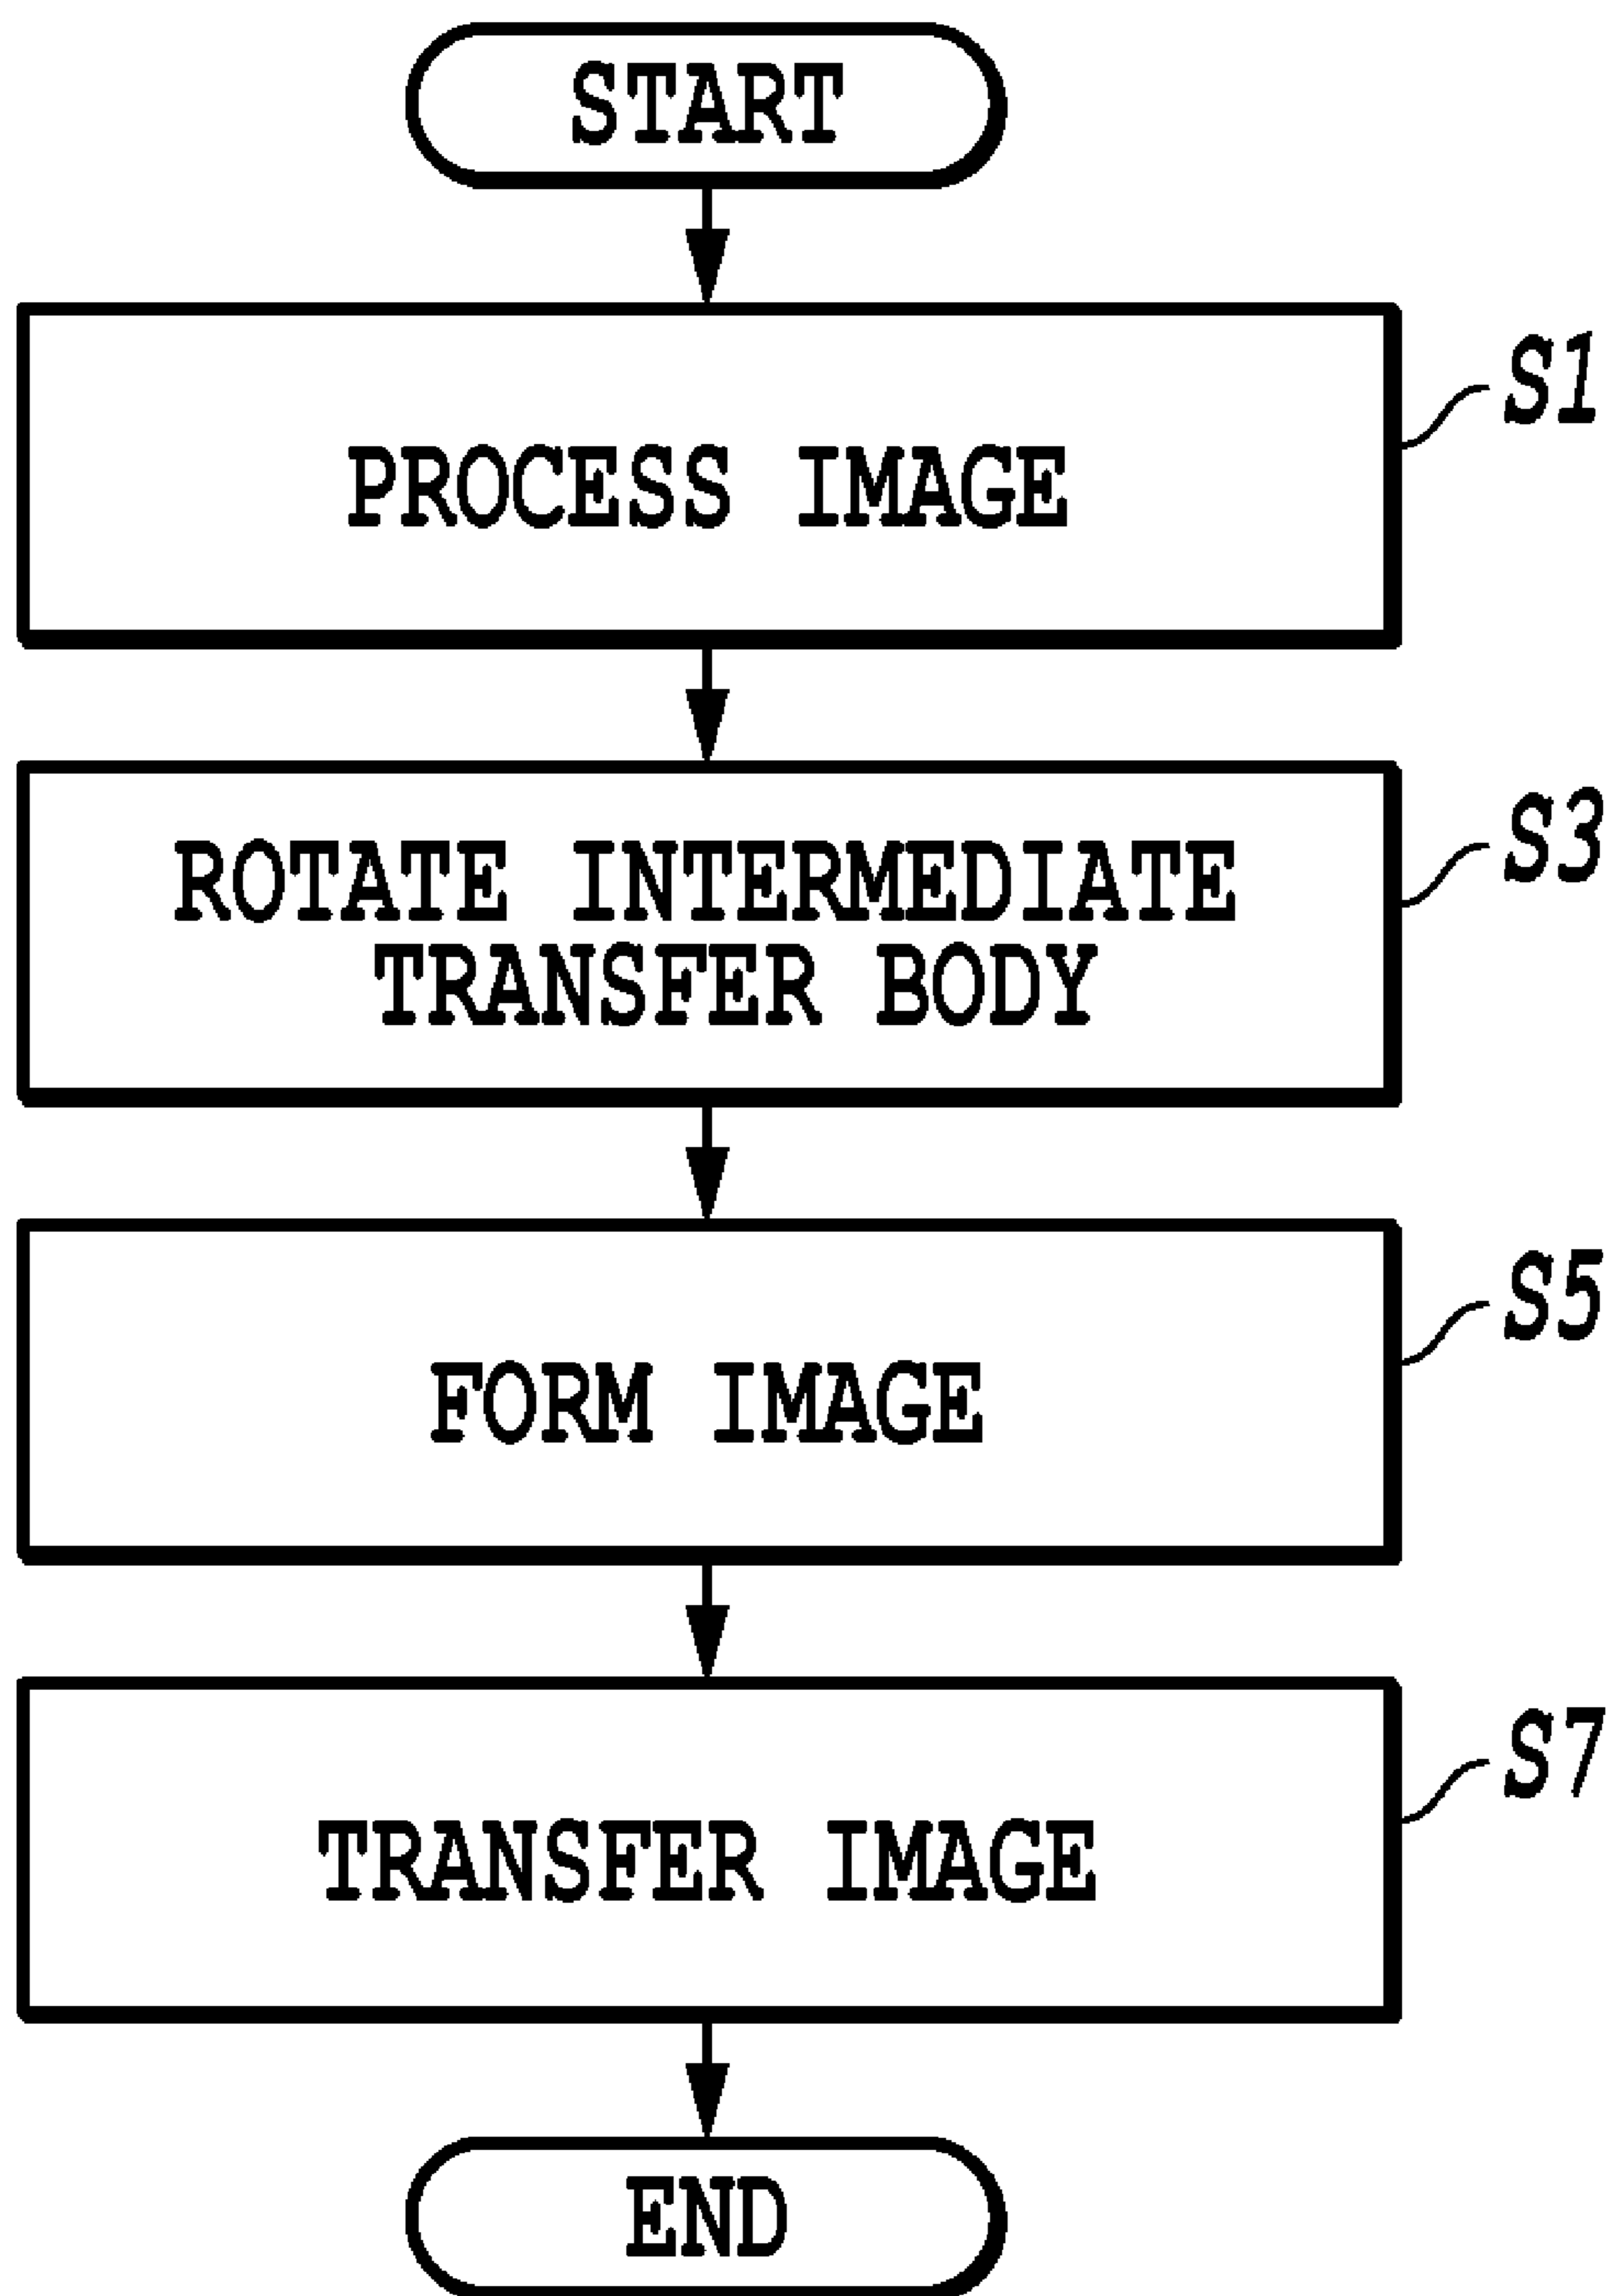 START
S1
PROCESS IMAGE
S3
ROTATE INTERMEDIATE
TRANSFER BODY
S5
FORM IMAGE
S7
TRANSFER IMAGE
END